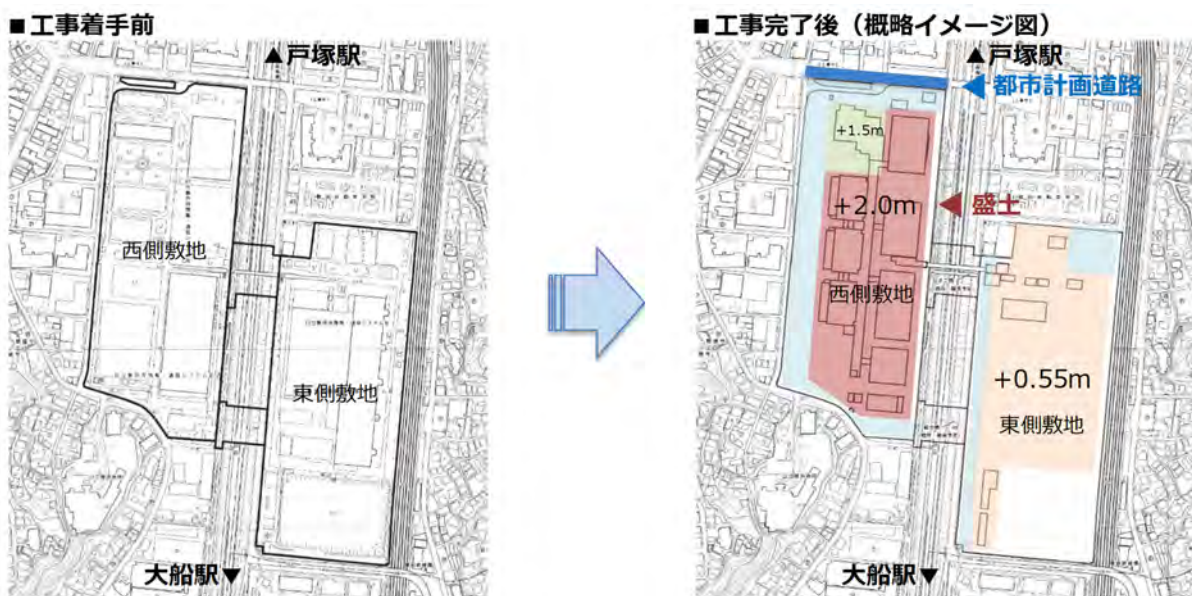 ■工事着手前
▲戸塚駅
西側敷地
東側敷地
大船駅▼
■工事完了後（概略イメージ図）
▲戸塚駅
◀都市計画道路
+1.5m
+2.0m
◀盛土
西側敷地
+0.55m
東側敷地
大船駅▼